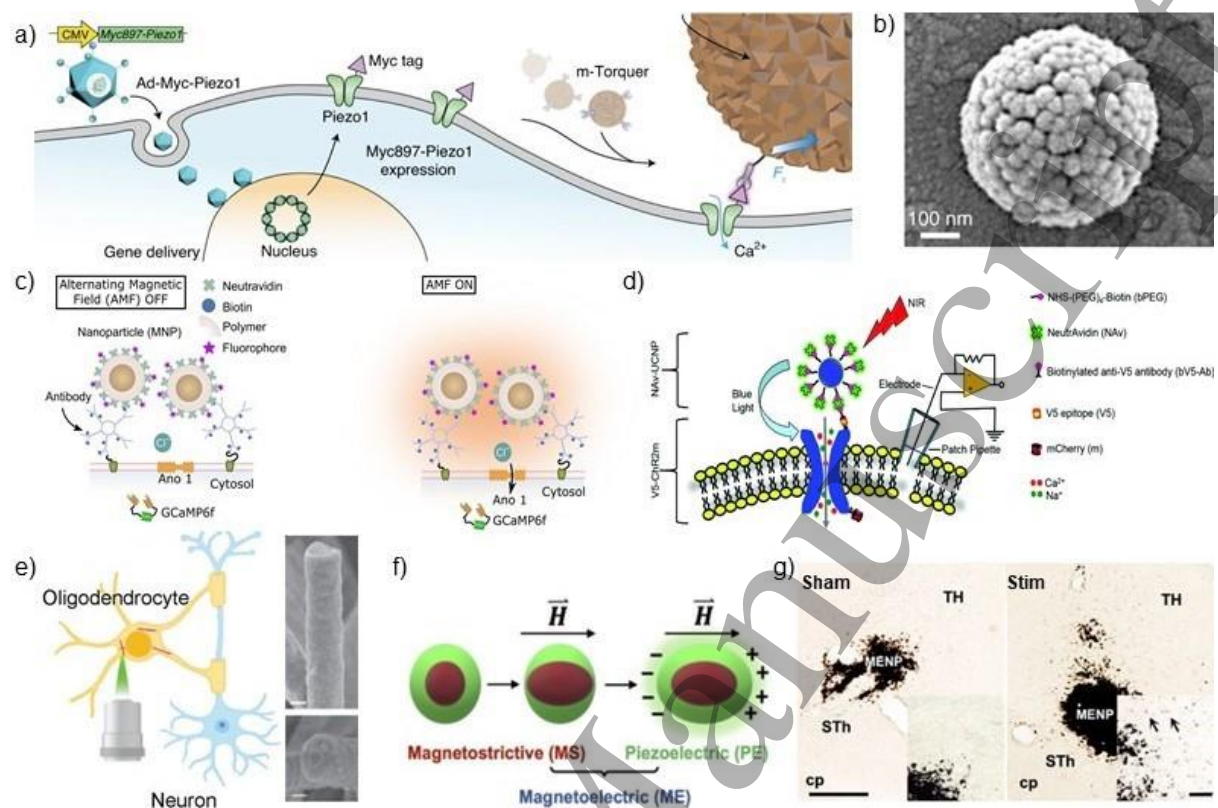 a)
CMV
Myc897-Piezo1
Ad-Myc-Piezo1
Myc tag
Piezo1
Myc897-Piezo1
expression
m-Torquer
Fτ
Ca²⁺
Gene delivery
Nucleus
b)
100 nm
c)
Alternating Magnetic
Field (AMF) OFF
Neutravidin
Biotin
Polymer
Fluorophore
Nanoparticle (MNP)
Antibody
Cl⁻
Ano 1
Cytosol
GCaMP6f
AMF ON
Cl⁻
Ano 1
Cytosol
GCaMP6f
d)
NIR
NAv-UCNP
V5-ChR2m
Blue
Light
Electrode
Patch Pipette
NHS-(PEG)₄-Biotin (bPEG)
NeutrAvidin (NAv)
Biotinylated anti-V5 antibody (bV5-Ab)
V5 epitope (V5)
mCherry (m)
Ca²⁺
Na⁺
e)
Oligodendrocyte
Neuron
f)
H
H
Magnetostrictive (MS)
Piezoelectric (PE)
Magnetoelectric (ME)
g)
Sham
TH
MENP
STh
cp
Stim
TH
MENP
STh
cp
Manuscript